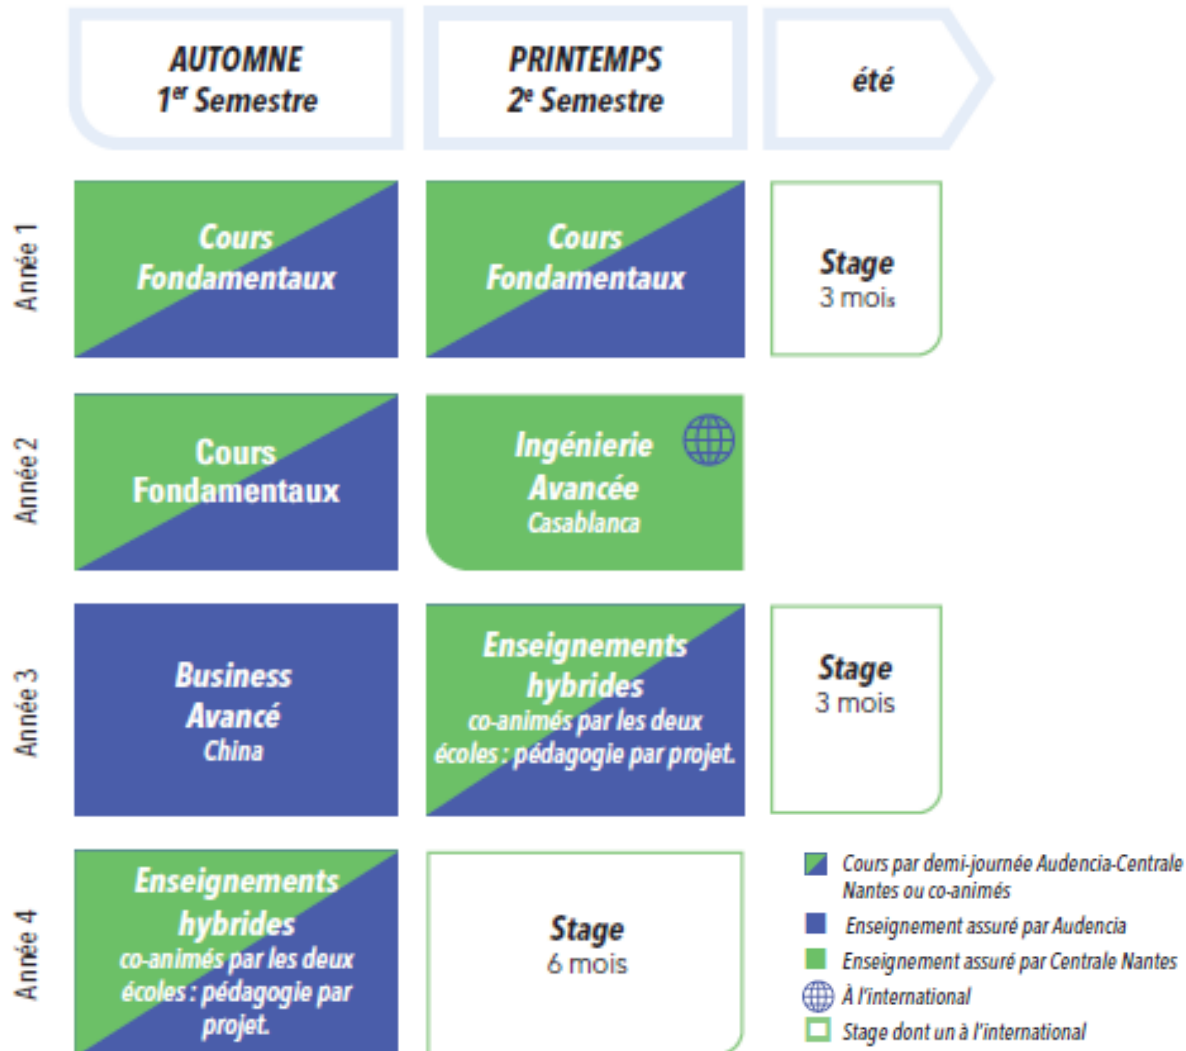 AUTOMNE
1er Semestre
PRINTEMPS
2e Semestre
été
Année 1
Cours
Fondamentaux
Cours
Fondamentaux
Stage
3 mois
Année 2
Cours
Fondamentaux
Ingénierie
Avancée
Casablanca
Année 3
Business
Avancé
China
Enseignements
hybrides
co-animés par les deux
écoles : pédagogie par projet.
Stage
3 mois
Année 4
Enseignements
hybrides
co-animés par les deux
écoles : pédagogie par
projet.
Stage
6 mois
Cours par demi-journée Audencia-Centrale
Nantes ou co-animés
Enseignement assuré par Audencia
Enseignement assuré par Centrale Nantes
À l'international
Stage dont un à l'international